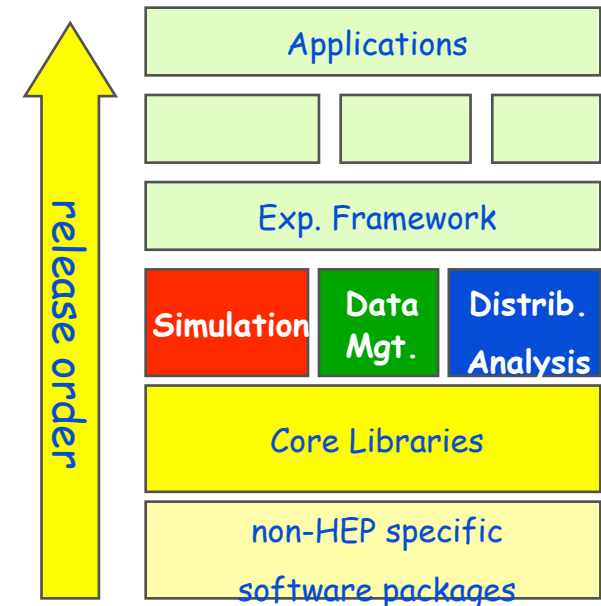 Applications
Exp. Framework
release order
Simulation
Data
Mgt.
Distrib.
Analysis
Core Libraries
non-HEP specific
software packages